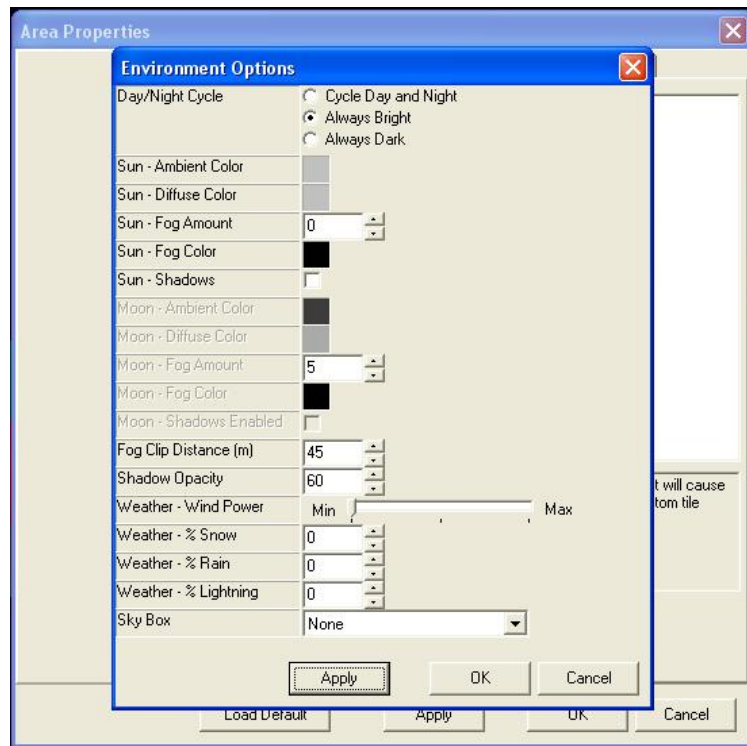 Area Properties
Environment Options
Day/Night Cycle
Cycle Day and Night
Always Bright
Always Dark
Sun - Ambient Color
Sun - Diffuse Color
Sun - Fog Amount 0
Sun - Fog Color
Sun - Shadows
Moon - Ambient Color
Moon - Diffuse Color
Moon - Fog Amount 5
Moon - Fog Color
Moon - Shadows Enabled
Fog Clip Distance (m) 45
Shadow Opacity 60
t will cause
Weather - Wind Power Min Max
tom tile
Weather - % Snow 0
Weather - % Rain 0
Weather - % Lightning 0
Sky Box None
Apply OK Cancel
Load Default Apply OK Cancel